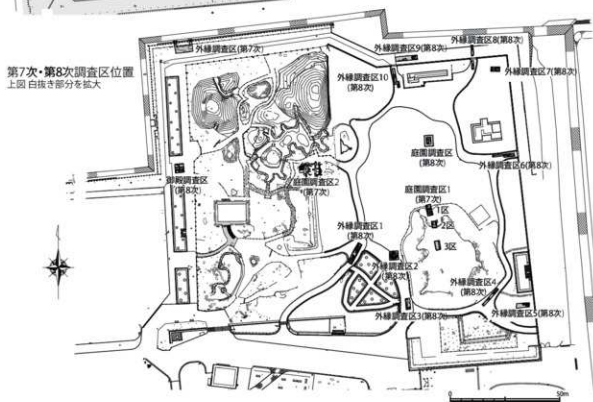 第7次・第8次調査区位置
上図 白抜き部分を拡大
外縁調査区(第7次)
外縁調査区9(第8次)
外縁調査区8(第8次)
外縁調査区10
(第8次)
外縁調査区7(第8次)
庭園調査区
(第8次)
外縁調査区6(第8次)
御殿調査区
(第8次)
庭園調査区2
(第7次)
庭園調査区1
(第7次)
1区
2区
3区
外縁調査区1
(第8次)
外縁調査区2
(第8次)
外縁調査区4
(第8次)
外縁調査区3(第8次)
外縁調査区5(第8次)
0
50m